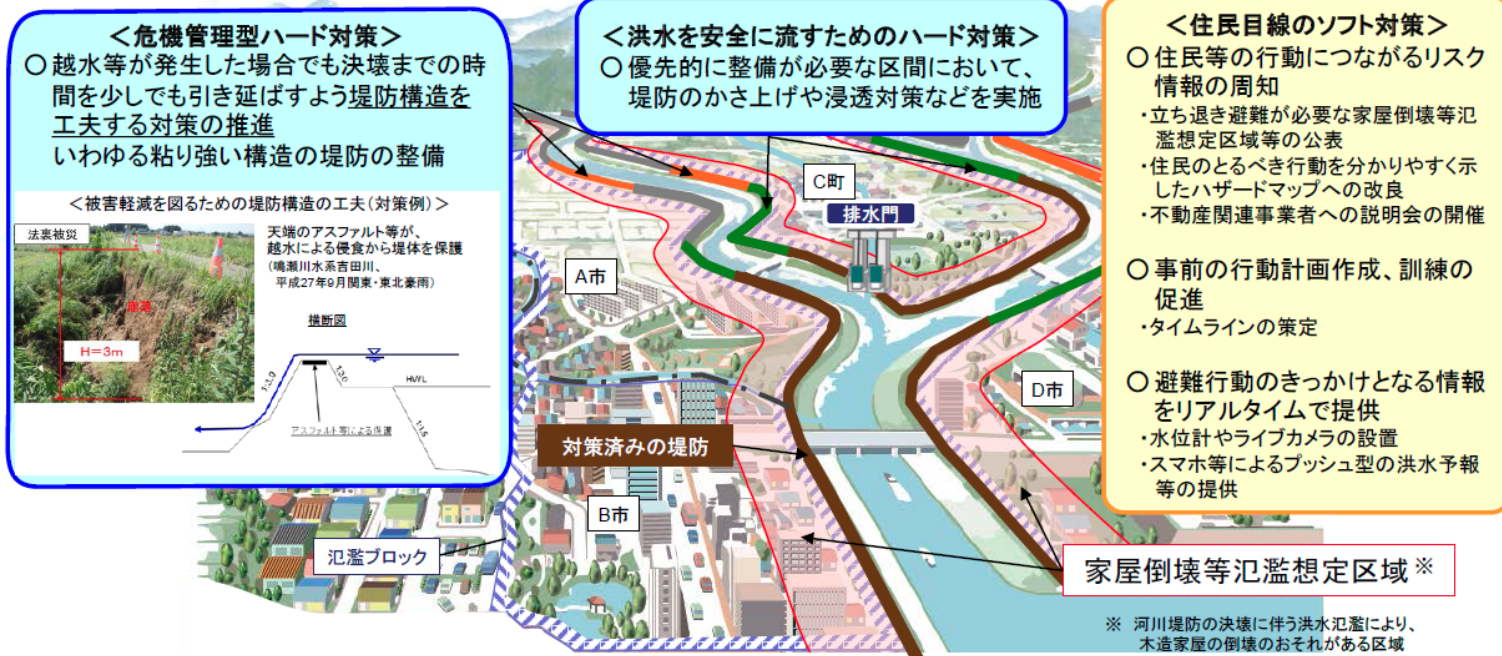 ＜危機管理型ハード対策＞
○越水等が発生した場合でも決壊までの時
間を少しでも引き延ばすよう堤防構造を
工夫する対策の推進
いわゆる粘り強い構造の堤防の整備
＜被害軽減を図るための堤防構造の工夫（対策例）＞
法裏被災
崩落
H＝3m
天端のアスファルト等が、
越水による侵食から堤体を保護
（鳴瀬川水系吉田川、
平成27年9月関東・東北豪雨）
横断図
1:2.0
1:3.0
HWL
1:1.5
アスファルト等による保護
＜洪水を安全に流すためのハード対策＞
○優先的に整備が必要な区間において、
堤防のかさ上げや浸透対策などを実施
C町
排水門
A市
D市
対策済みの堤防
B市
氾濫ブロック
＜住民目線のソフト対策＞
○住民等の行動につながるリスク
情報の周知
・立ち退き避難が必要な家屋倒壊等氾
濫想定区域等の公表
・住民のとるべき行動を分かりやすく示
したハザードマップへの改良
・不動産関連事業者への説明会の開催
○事前の行動計画作成、訓練の
促進
・タイムラインの策定
○避難行動のきっかけとなる情報
をリアルタイムで提供
・水位計やライブカメラの設置
・スマホ等によるプッシュ型の洪水予報
等の提供
家屋倒壊等氾濫想定区域※
※ 河川堤防の決壊に伴う洪水氾濫により、
木造家屋の倒壊のおそれがある区域